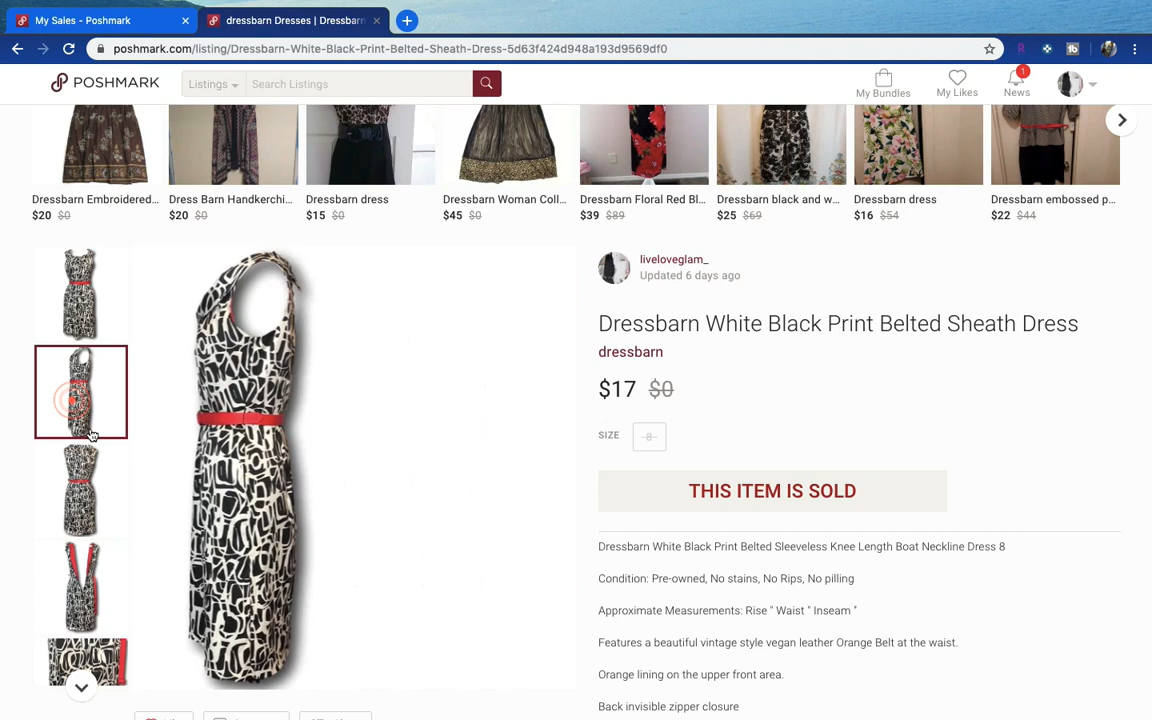 My Sales - Poshmark
dressbarn Dresses | Dressbarn
poshmark.com/listing/Dressbarn-White-Black-Print-Belted-Sheath-Dress-5d63f424d948a193d9569df0
POSHMARK
Listings
Search Listings
My Bundles
My Likes
1
News
Dressbarn Embroidered...
$20 $0
Dress Barn Handkerchi...
$20 $0
Dressbarn dress
$15 $0
Dressbarn Woman Coll...
$45 $0
Dressbarn Floral Red Bl...
$39 $89
Dressbarn black and w...
$25 $69
Dressbarn dress
$16 $54
Dressbarn embossed p...
$22 $44
liveloveglam_
Updated 6 days ago
Dressbarn White Black Print Belted Sheath Dress
dressbarn
$17 $0
SIZE
8
THIS ITEM IS SOLD
Dressbarn White Black Print Belted Sleeveless Knee Length Boat Neckline Dress 8
Condition: Pre-owned, No stains, No Rips, No pilling
Approximate Measurements: Rise " Waist " Inseam "
Features a beautiful vintage style vegan leather Orange Belt at the waist.
Orange lining on the upper front area.
Back invisible zipper closure